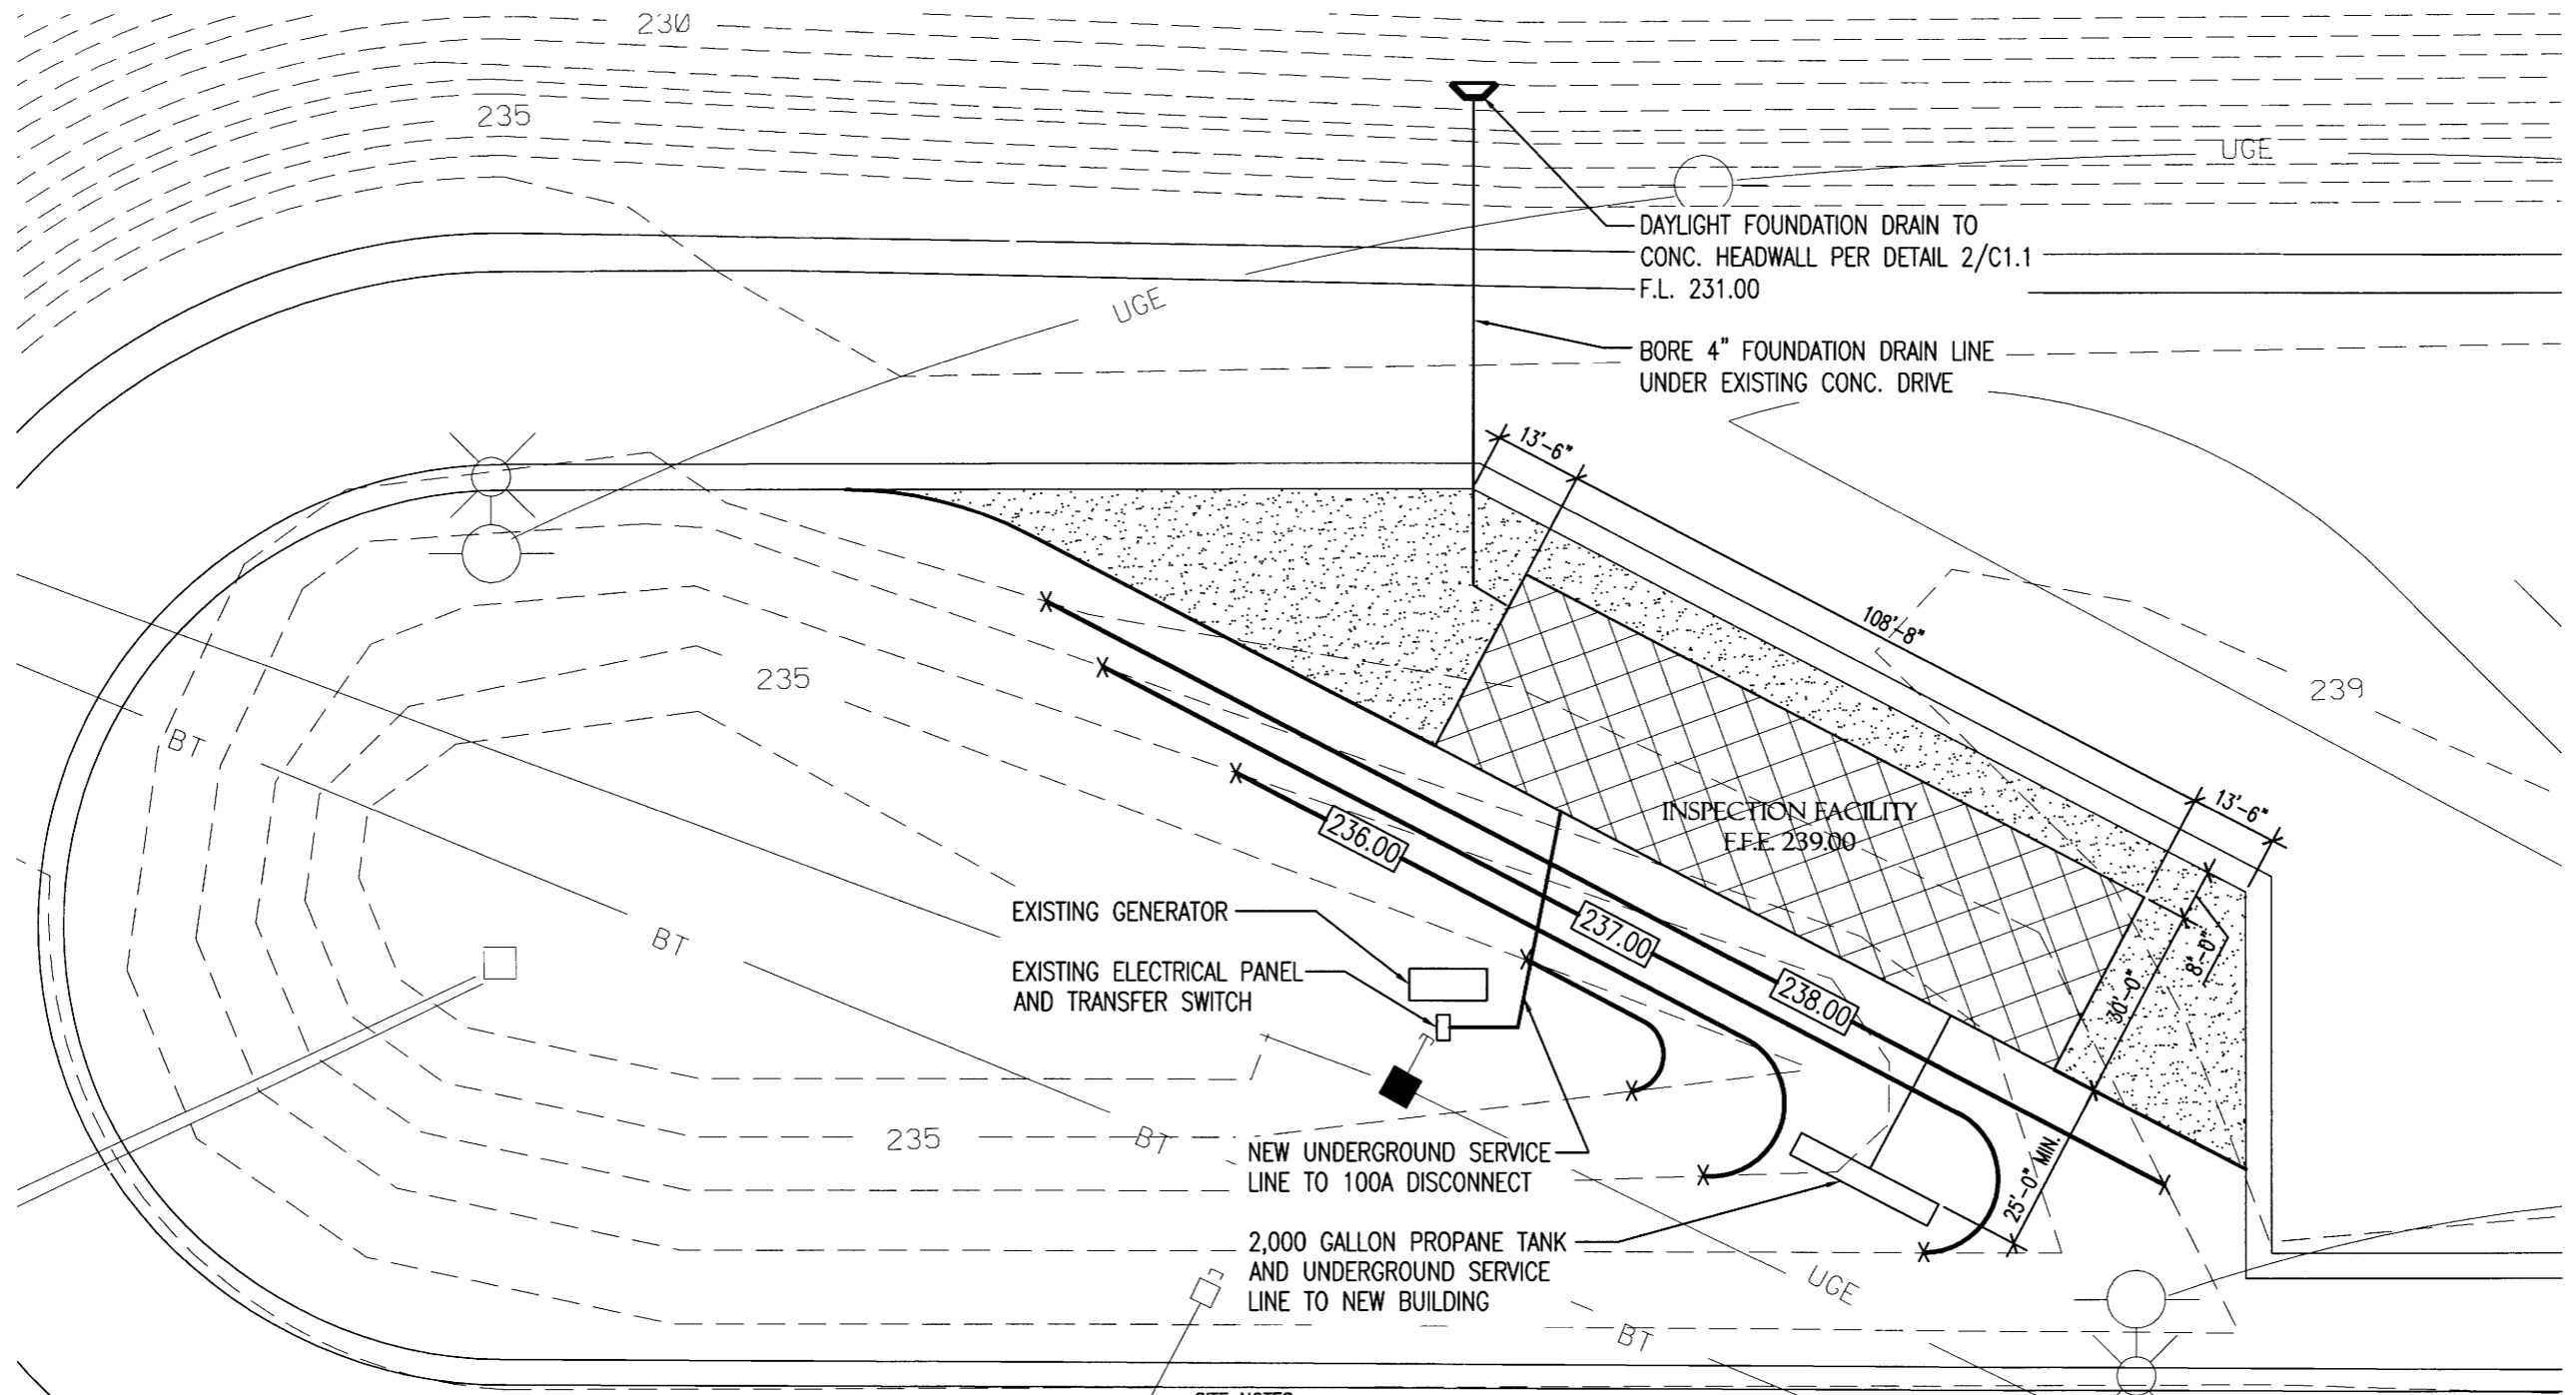 230
235
UGE
DAYLIGHT FOUNDATION DRAIN TO
CONC. HEADWALL PER DETAIL 2/C1.1
F.L. 231.00
UGE
BORE 4" FOUNDATION DRAIN LINE
UNDER EXISTING CONC. DRIVE
13'-6"
108'-8"
235
239
BT
13'-6"
INSPECTION FACILITY
F.F.E. 239.00
236.00
EXISTING GENERATOR
237.00
BT
8'-0"
EXISTING ELECTRICAL PANEL
AND TRANSFER SWITCH
238.00
30'-0"
235
BT
NEW UNDERGROUND SERVICE
LINE TO 100A DISCONNECT
25'-0" MIN.
2,000 GALLON PROPANE TANK
AND UNDERGROUND SERVICE
LINE TO NEW BUILDING
UGE
BT